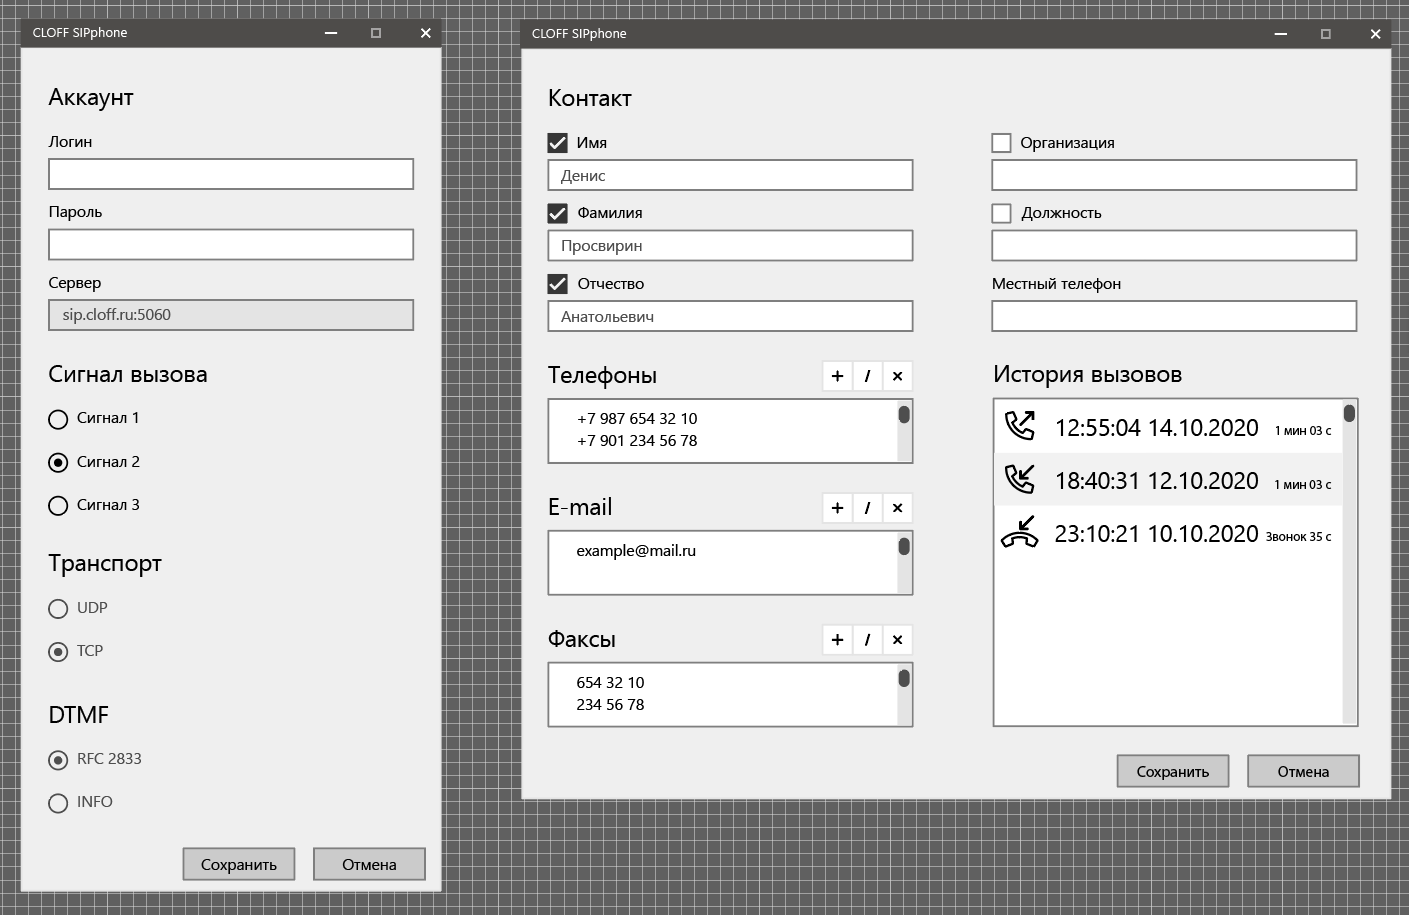 CLOFF SIPphone
Аккаунт
Логин
Пароль
Сервер
sip.cloff.ru:5060
Сигнал вызова
Сигнал 1
Сигнал 2
Сигнал 3
Транспорт
UDP
TCP
DTMF
RFC 2833
INFO
Сохранить Отмена
CLOFF SIPphone
Контакт
Имя
Денис
Фамилия
Просвирин
Отчество
Анатольевич
Телефоны + / ×
+7 987 654 32 10
+7 901 234 56 78
E-mail + / ×
example@mail.ru
Факсы + / ×
654 32 10
234 56 78
Организация
Должность
Местный телефон
История вызовов
12:55:04 14.10.2020 1 мин 03 с
18:40:31 12.10.2020 1 мин 03 с
23:10:21 10.10.2020 Звонок 35 с
Сохранить Отмена